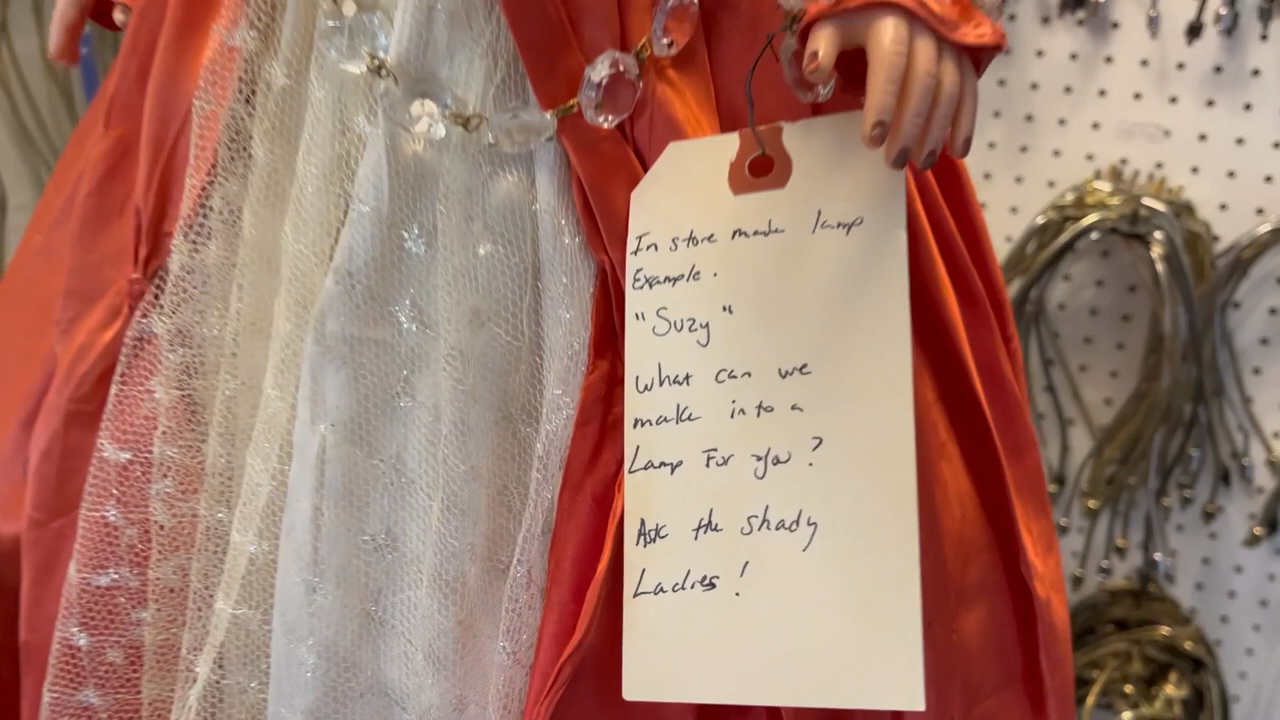 In store made lamp
Example.
"Suzy"
what can we
make into a
Lamp For you?
Ask the shady
Ladies!